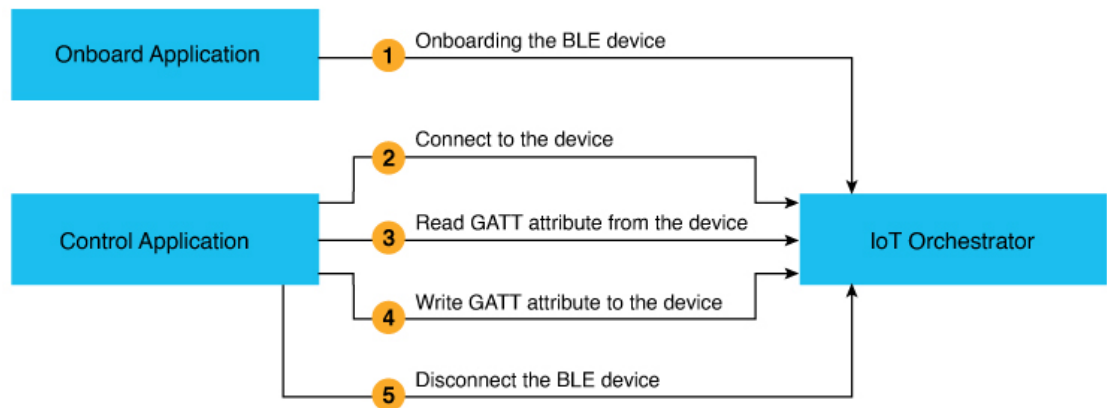 Onboard Application
1
Onboarding the BLE device
2
Connect to the device
Control Application
3
Read GATT attribute from the device
IoT Orchestrator
4
Write GATT attribute to the device
5
Disconnect the BLE device